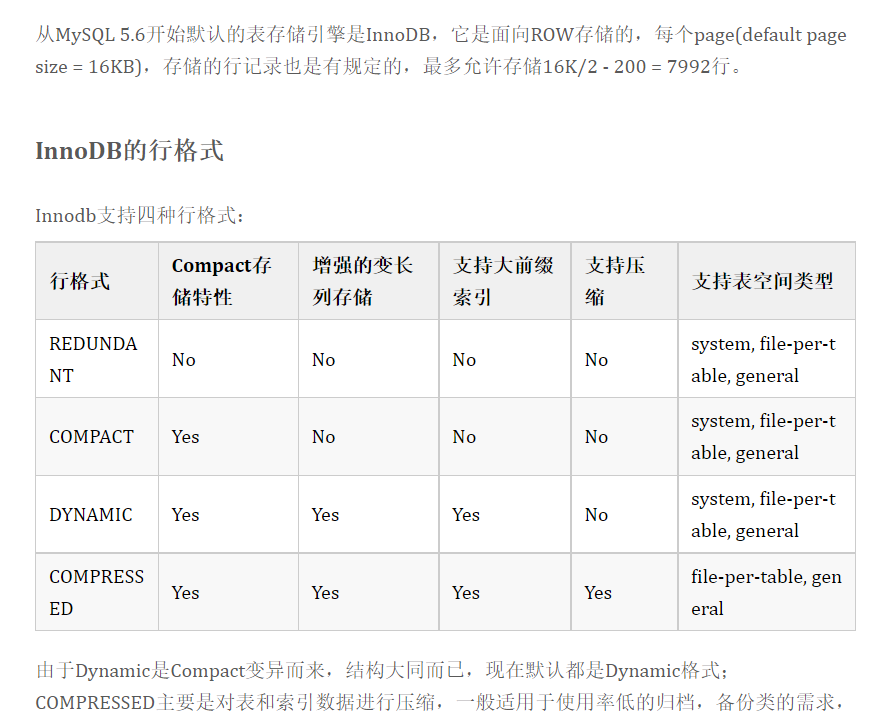 从MySQL 5.6开始默认的表存储引擎是InnoDB，它是面向ROW存储的，每个page(default page
size = 16KB)，存储的行记录也是有规定的，最多允许存储16K/2 - 200 = 7992行。
InnoDB的行格式
Innodb支持四种行格式：
行格式 Compact存储特性 增强的变长列存储 支持大前缀索引 支持压缩 支持表空间类型
REDUNDANT No No No No system, file-per-table, general
COMPACT Yes No No No system, file-per-table, general
DYNAMIC Yes Yes Yes No system, file-per-table, general
COMPRESSED Yes Yes Yes Yes file-per-table, general
由于Dynamic是Compact变异而来，结构大同而已，现在默认都是Dynamic格式；
COMPRESSED主要是对表和索引数据进行压缩，一般适用于使用率低的归档，备份类的需求，